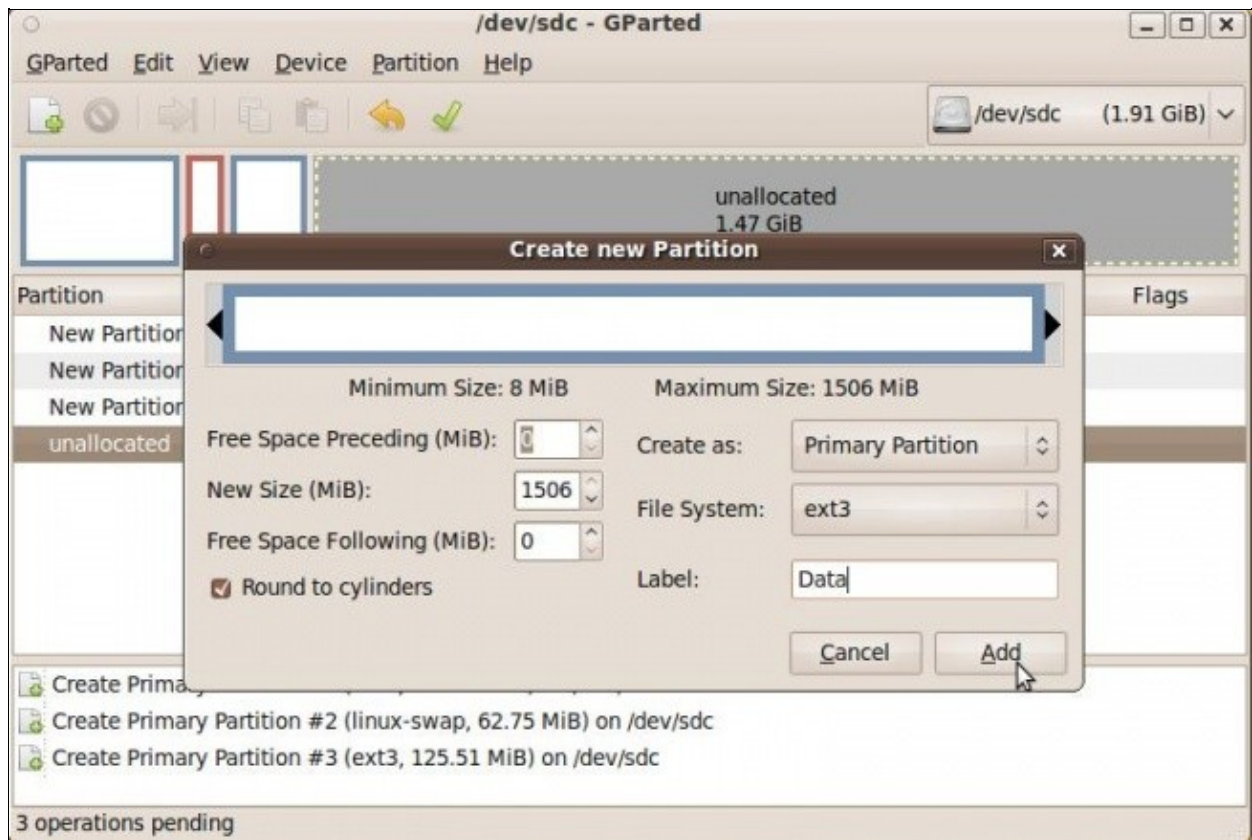 /dev/sdc - GParted
GParted Edit View Device Partition Help
/dev/sdc (1.91 GiB)
unallocated
1.47 GiB
Create new Partition
Partition
Flags
New Partition
New Partition
New Partition
unallocated
Minimum Size: 8 MiB Maximum Size: 1506 MiB
Free Space Preceding (MiB): 0
Create as: Primary Partition
New Size (MiB): 1506
File System: ext3
Free Space Following (MiB): 0
Round to cylinders
Label: Data
Cancel Add
Create Prima
Create Primary Partition #2 (linux-swap, 62.75 MiB) on /dev/sdc
Create Primary Partition #3 (ext3, 125.51 MiB) on /dev/sdc
3 operations pending